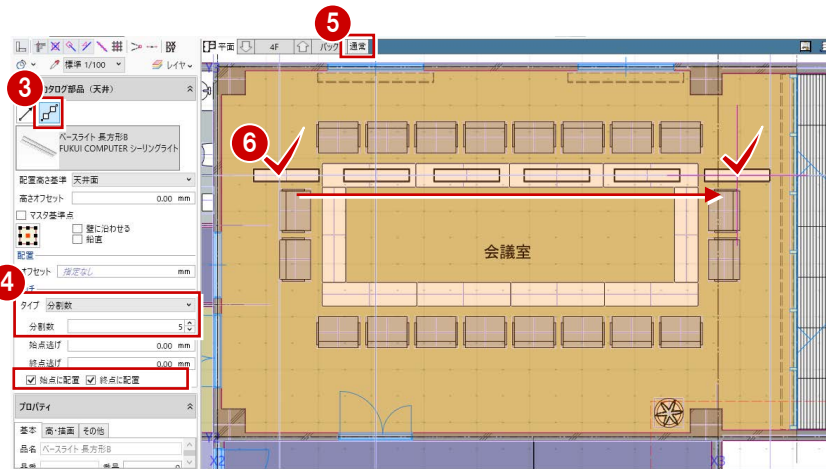 5
平面 4F パック 通常
標準 1/100 レイヤ
Y3
3
カタログ部品（天井）
ベースライト 長方形B
FUKUI COMPUTER シーリングライト
6
配置高さ基準 天井面
高さオフセット 0.00 mm
マスタ基準点
壁に沿わせる
鉛直
配置
オフセット 指定なし mm
4
タイプ 分割数
分割数 5
始点逃げ 0.00 mm
終点逃げ 0.00 mm
始点に配置 終点に配置
会議室
プロパティ
基本 高・描画 その他
品名 ベースライト 長方形B
X2
X3